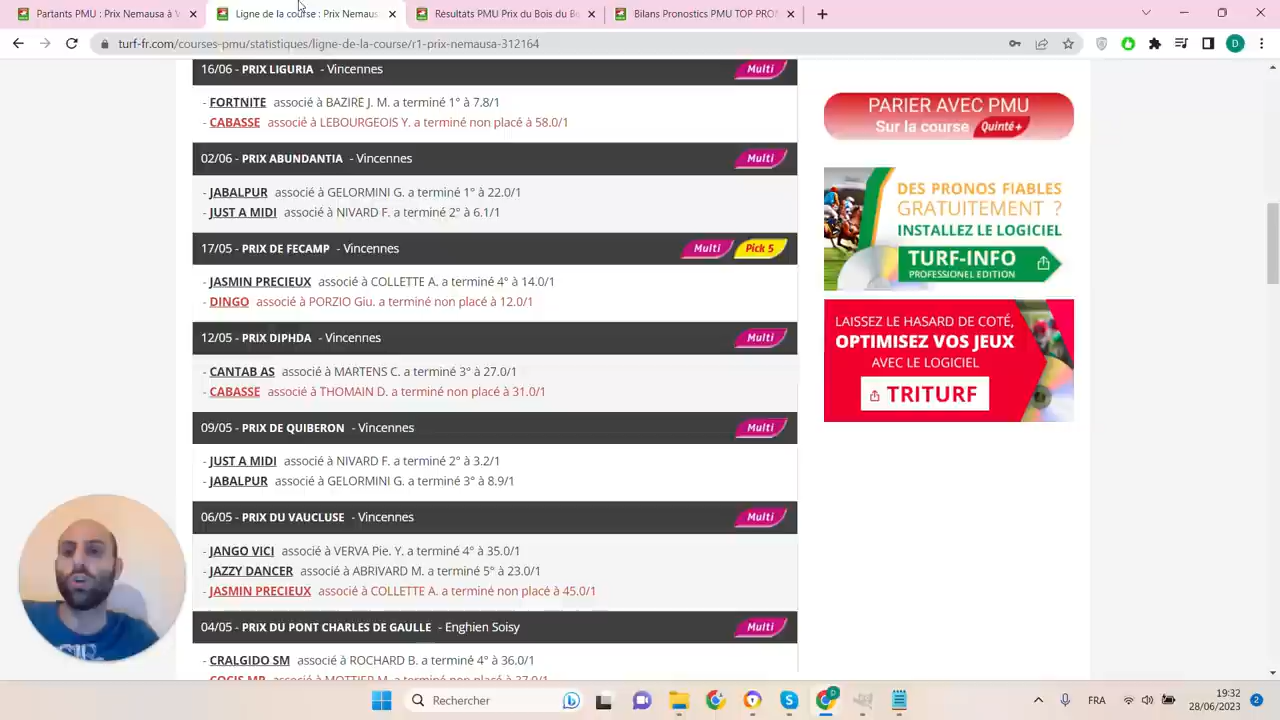 Pronostics PMU : Turf, Tiercé, Q
Ligne de la course PMU : Nemaus
Résultats PMU Prix du Bois du Bo
Bilans Pronostics PMU TOP PRON
turf-fr.com/courses-pmu/statistiques/ligne-de-la-course/r1-prix-nemausa-312164
D
16/06 - PRIX LIGURIA - Vincennes Multi
- FORTNITE associé à BAZIRE J. M. a terminé 1° à 7.8/1
- CABASSE associé à LEBOURGEOIS Y. a terminé non placé à 58.0/1
02/06 - PRIX ABUNDANTIA - Vincennes Multi
- JABALPUR associé à GELORMINI G. a terminé 1° à 22.0/1
- JUST A MIDI associé à NIVARD F. a terminé 2° à 6.1/1
17/05 - PRIX DE FECAMP - Vincennes Multi Pick 5
- JASMIN PRECIEUX associé à COLLETTE A. a terminé 4° à 14.0/1
- DINGO associé à PORZIO Giu. a terminé non placé à 12.0/1
12/05 - PRIX DIPHDA - Vincennes Multi
- CANTAB AS associé à MARTENS C. a terminé 3° à 27.0/1
- CABASSE associé à THOMAIN D. a terminé non placé à 31.0/1
09/05 - PRIX DE QUIBERON - Vincennes Multi
- JUST A MIDI associé à NIVARD F. a terminé 2° à 3.2/1
- JABALPUR associé à GELORMINI G. a terminé 3° à 8.9/1
06/05 - PRIX DU VAUCLUSE - Vincennes Multi
- JANGO VICI associé à VERVA Pie. Y. a terminé 4° à 35.0/1
- JAZZY DANCER associé à ABRIVARD M. a terminé 5° à 23.0/1
- JASMIN PRECIEUX associé à COLLETTE A. a terminé non placé à 45.0/1
04/05 - PRIX DU PONT CHARLES DE GAULLE - Enghien Soisy Multi
- CRALGIDO SM associé à ROCHARD B. a terminé 4° à 36.0/1
PARIER AVEC PMU
Sur la course Quinté+
DES PRONOS FIABLES
GRATUITEMENT ?
INSTALLEZ LE LOGICIEL
TURF-INFO
PROFESSIONEL EDITION
LAISSEZ LE HASARD DE COTÉ,
OPTIMISEZ VOS JEUX
AVEC LE LOGICIEL
TRITURF
Rechercher
FRA
19:32
28/06/2023
2